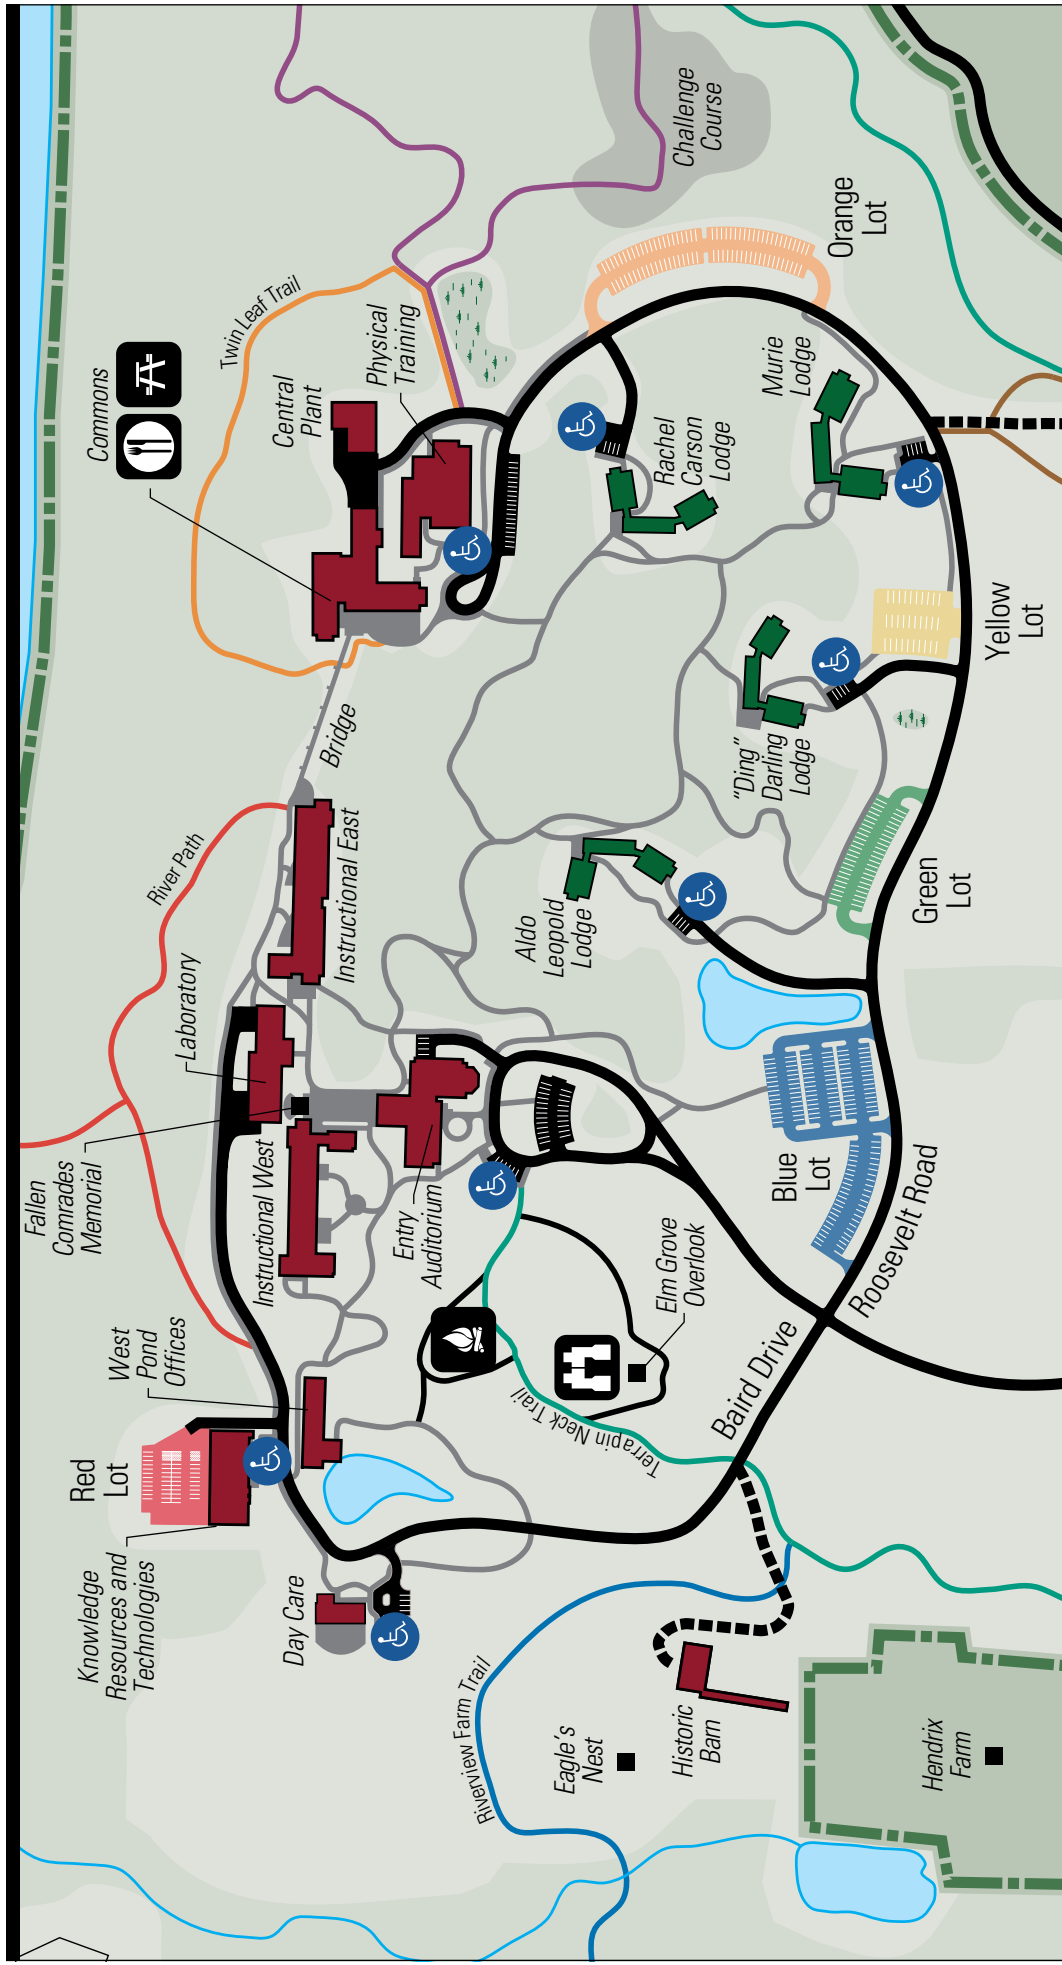 Commons
Twin Leaf Trail
Central
Plant
Physical
Training
Challenge
Course
Orange
Lot
Murie
Lodge
Rachel
Carson
Lodge
Yellow
Lot
"Ding"
Darling
Lodge
Bridge
River Path
Instructional East
Laboratory
Aldo
Leopold
Lodge
Green
Lot
Fallen
Comrades
Memorial
Instructional West
Entry
Auditorium
Blue
Lot
Roosevelt Road
Elm Grove
Overlook
Baird Drive
Terrapin Neck Trail
West
Pond
Offices
Red
Lot
Knowledge
Resources and
Technologies
Day Care
Riverview Farm Trail
Eagle's
Nest
Historic
Barn
Hendrix
Farm